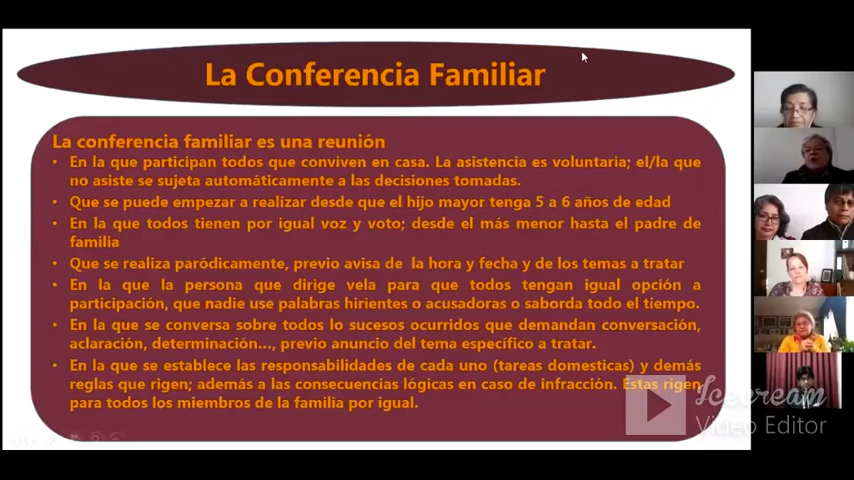 La Conferencia Familiar
La conferencia familiar es una reunión
• En la que participan todos que conviven en casa. La asistencia es voluntaria; el/la que
no asiste se sujeta automáticamente a las decisiones tomadas.
• Que se puede empezar a realizar desde que el hijo mayor tenga 5 a 6 años de edad
• En la que todos tienen por igual voz y voto; desde el más menor hasta el padre de
familia
• Que se realiza paródicamente, previo avisa de la hora y fecha y de los temas a tratar
• En la que la persona que dirige vela para que todos tengan igual opción a
participación, que nadie use palabras hirientes o acusadoras o saborda todo el tiempo.
• En la que se conversa sobre todos lo sucesos ocurridos que demandan conversación,
aclaración, determinación..., previo anuncio del tema específico a tratar.
• En la que se establece las responsabilidades de cada uno (tareas domesticas) y demás
reglas que rigen; además a las consecuencias lógicas en caso de infracción. Estas rigen
para todos los miembros de la familia por igual.
Icecream
Video Editor